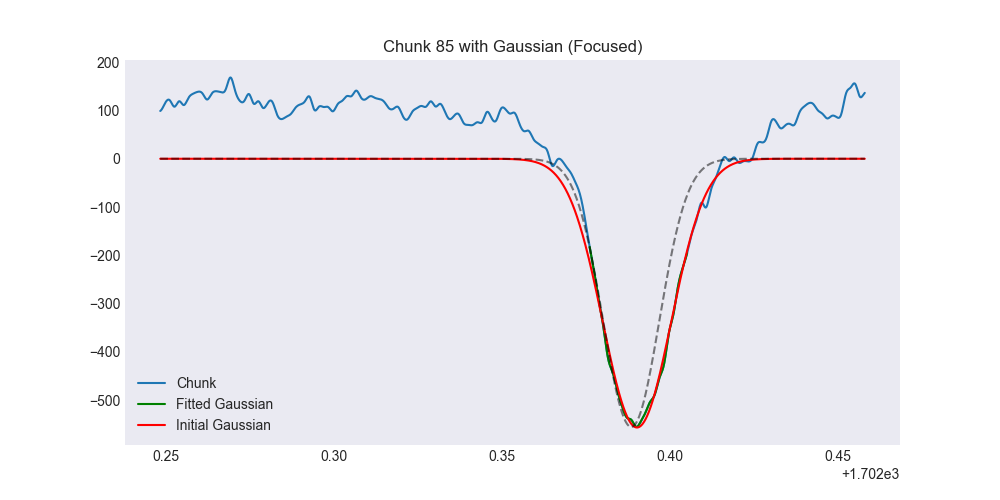 Chunk 85 with Gaussian (Focused)
200
100
0
−100
−200
−300
−400
−500
Chunk
Fitted Gaussian
Initial Gaussian
0.25 0.30 0.35 0.40 0.45
+1.702e3